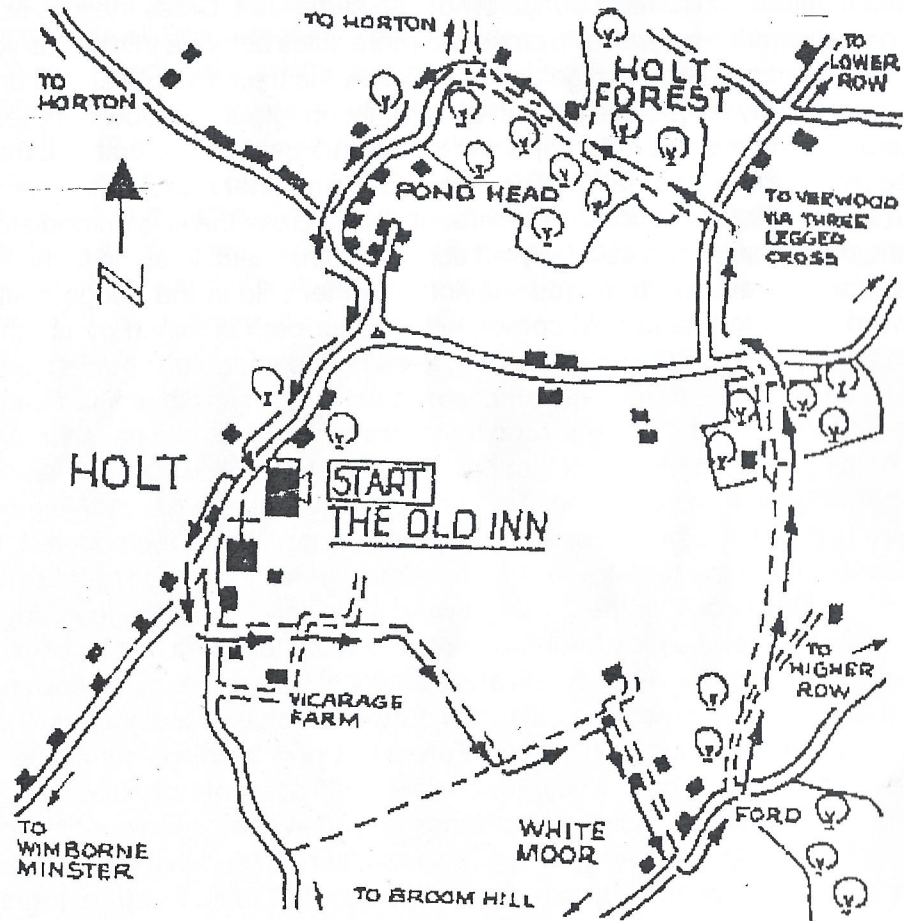 TO HORTON
TO
HORTON
HOLT
FOREST
TO
LOWER
ROW
POND HEAD
TO VERWOOD
VIA THREE
LEGGED
CROSS
HOLT
START
THE OLD INN
N
VICARAGE
FARM
TO
HIGHER
ROW
TO
WIMBORNE
MINSTER
WHITE
MOOR
FORD
TO BROOM HILL